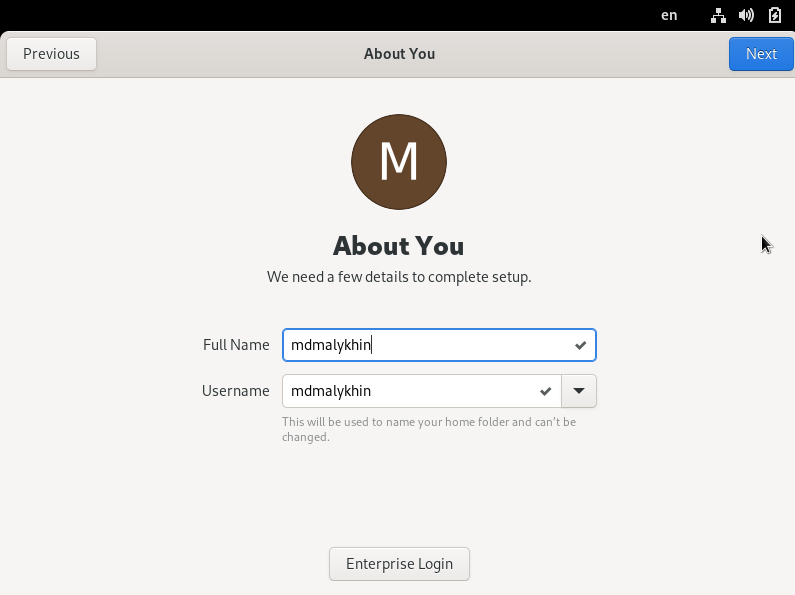 en
Previous
About You
Next
M
About You
We need a few details to complete setup.
Full Name
mdmalykhin
Username
mdmalykhin
This will be used to name your home folder and can't be
changed.
Enterprise Login